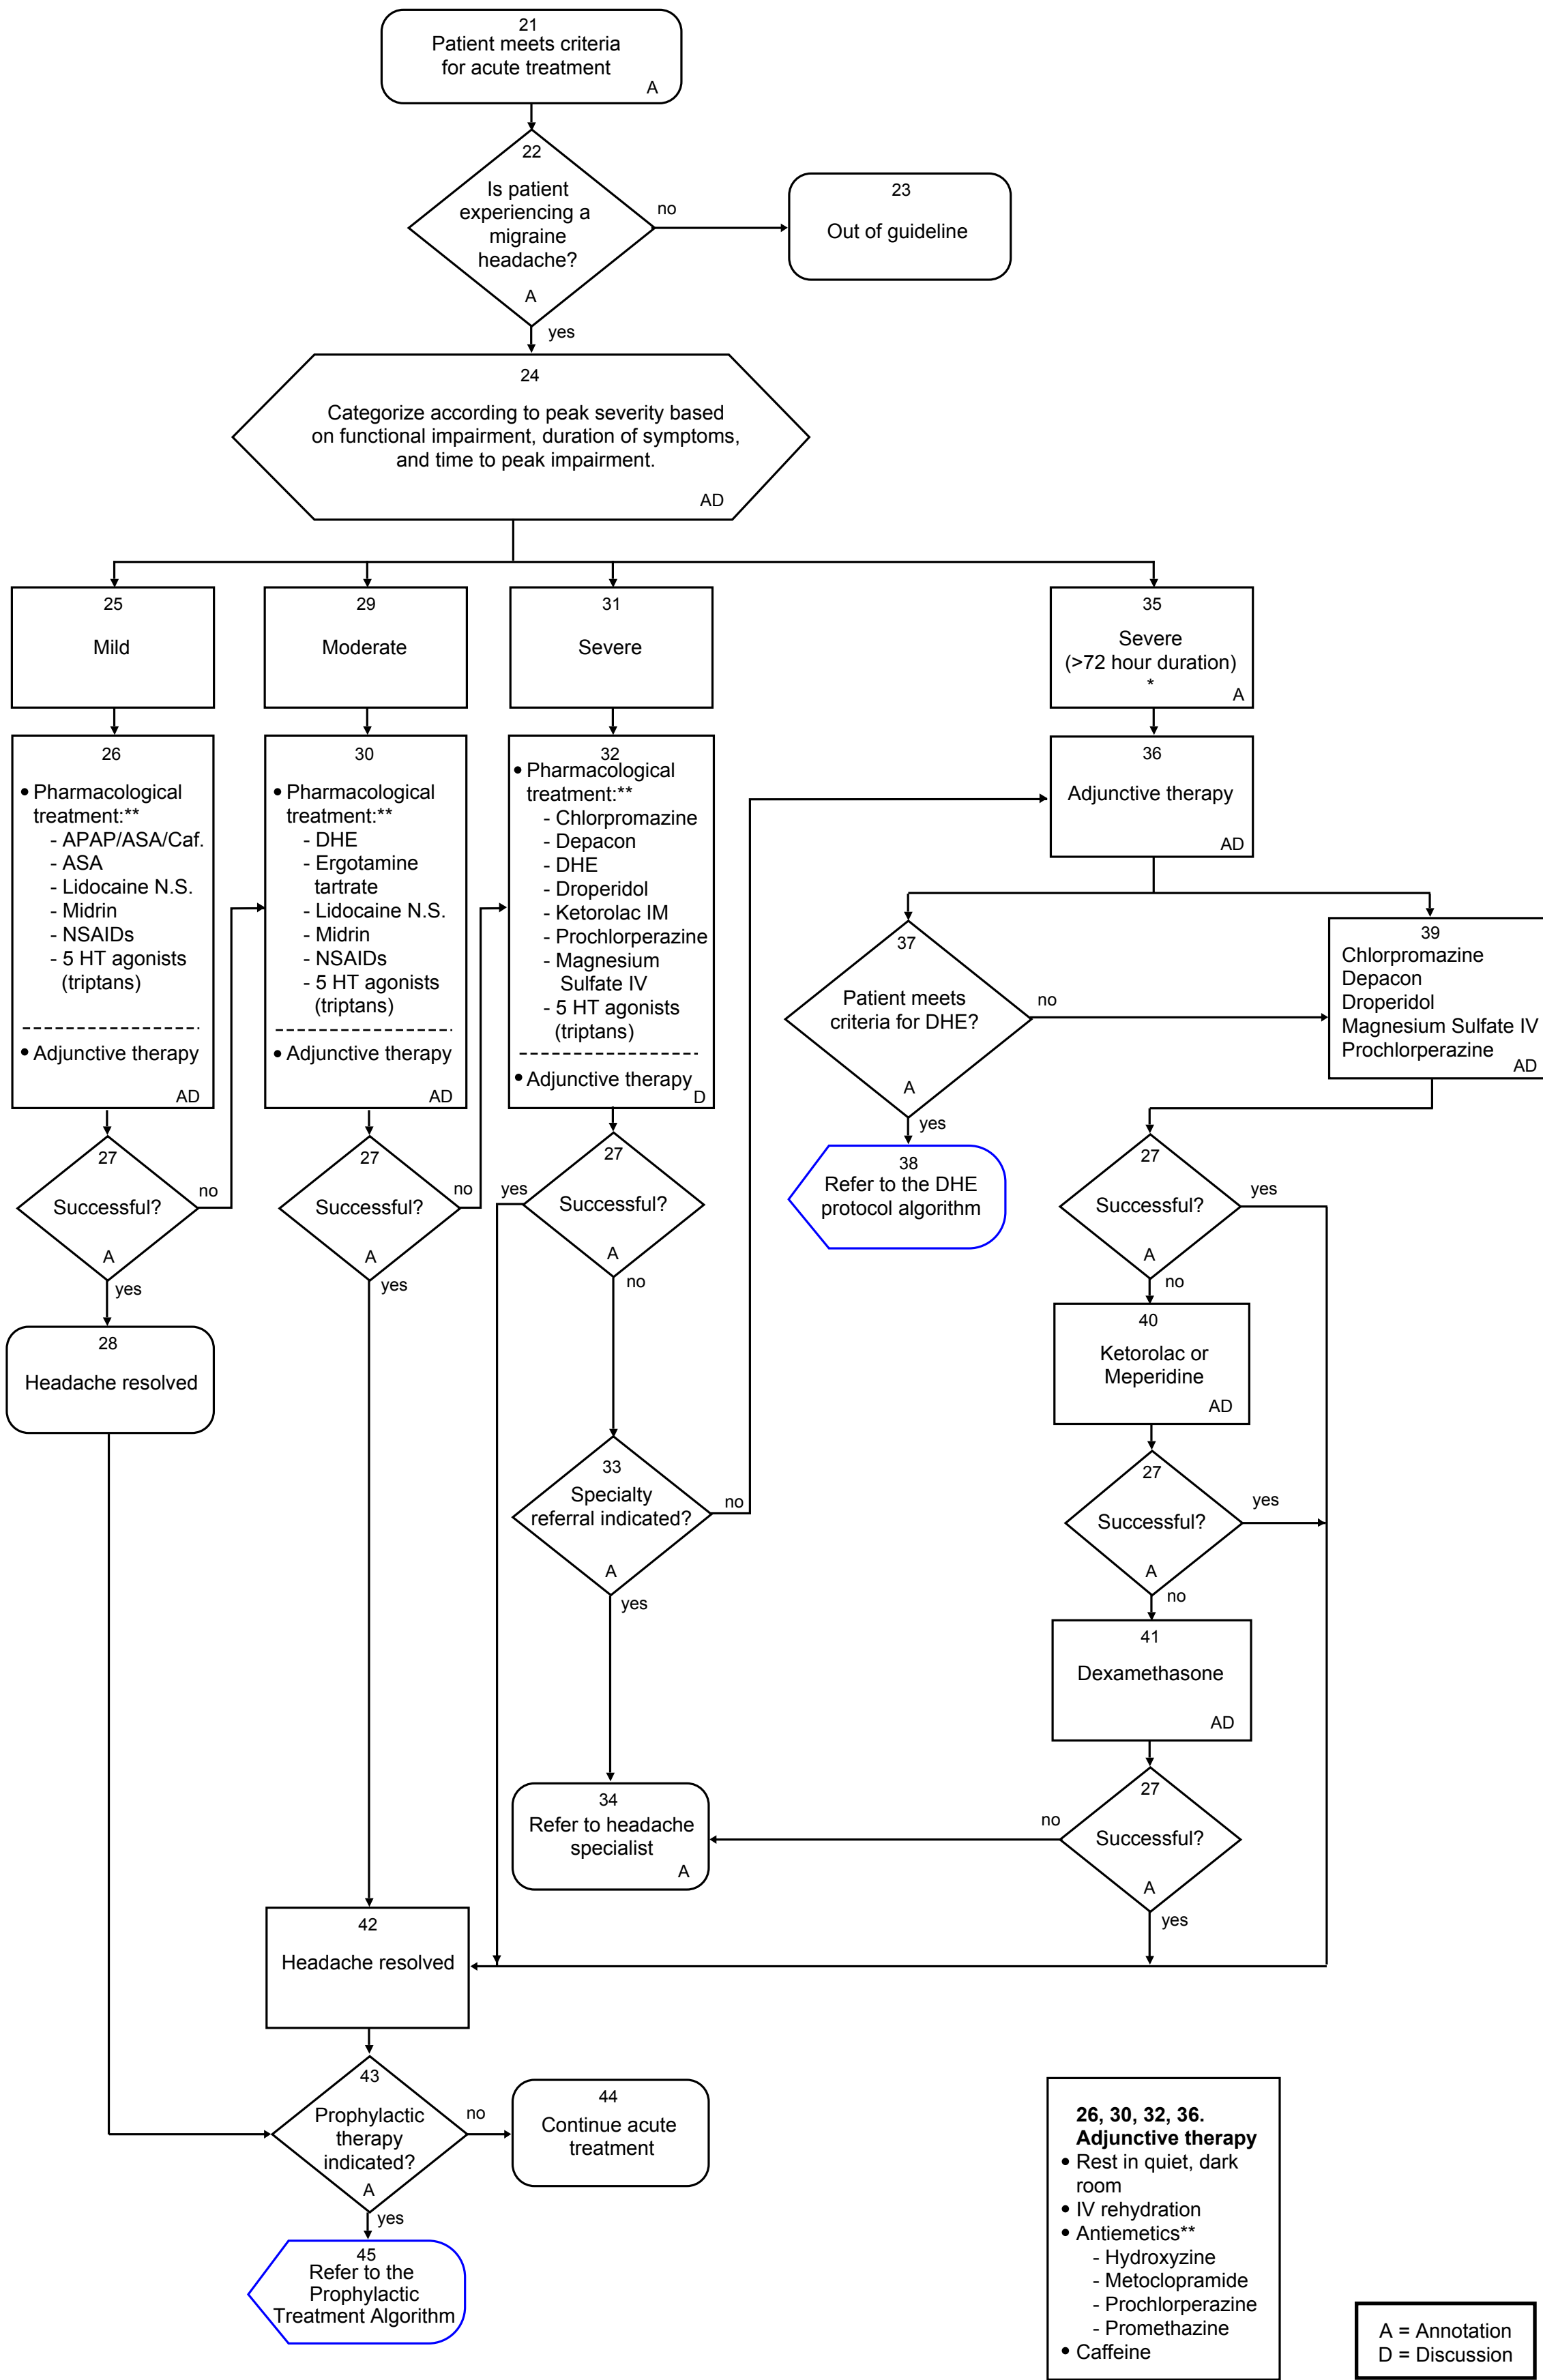 21
Patient meets criteria
for acute treatment
A
22
Is patient
experiencing a
migraine
headache?
A
no
yes
23
Out of guideline
24
Categorize according to peak severity based
on functional impairment, duration of symptoms,
and time to peak impairment.
AD
25
Mild
29
Moderate
31
Severe
35
Severe
(>72 hour duration)
*
A
26
• Pharmacological
treatment:**
- APAP/ASA/Caf.
- ASA
- Lidocaine N.S.
- Midrin
- NSAIDs
- 5 HT agonists
(triptans)
• Adjunctive therapy
AD
30
• Pharmacological
treatment:**
- DHE
- Ergotamine
tartrate
- Lidocaine N.S.
- Midrin
- NSAIDs
- 5 HT agonists
(triptans)
• Adjunctive therapy
AD
32
• Pharmacological
treatment:**
- Chlorpromazine
- Depacon
- DHE
- Droperidol
- Ketorolac IM
- Prochlorperazine
- Magnesium
Sulfate IV
- 5 HT agonists
(triptans)
• Adjunctive therapy
D
36
Adjunctive therapy
AD
37
Patient meets
criteria for DHE?
A
no
yes
38
Refer to the DHE
protocol algorithm
39
Chlorpromazine
Depacon
Droperidol
Magnesium Sulfate IV
Prochlorperazine
AD
27
Successful?
A
no
yes
27
Successful?
A
no
yes
27
Successful?
A
yes
no
27
Successful?
A
yes
no
28
Headache resolved
40
Ketorolac or
Meperidine
AD
33
Specialty
referral indicated?
A
no
yes
27
Successful?
A
yes
no
41
Dexamethasone
AD
34
Refer to headache
specialist
A
27
Successful?
A
no
yes
42
Headache resolved
43
Prophylactic
therapy
indicated?
A
no
yes
44
Continue acute
treatment
45
Refer to the
Prophylactic
Treatment Algorithm
26, 30, 32, 36.
Adjunctive therapy
• Rest in quiet, dark
room
• IV rehydration
• Antiemetics**
- Hydroxyzine
- Metoclopramide
- Prochlorperazine
- Promethazine
• Caffeine
A = Annotation
D = Discussion